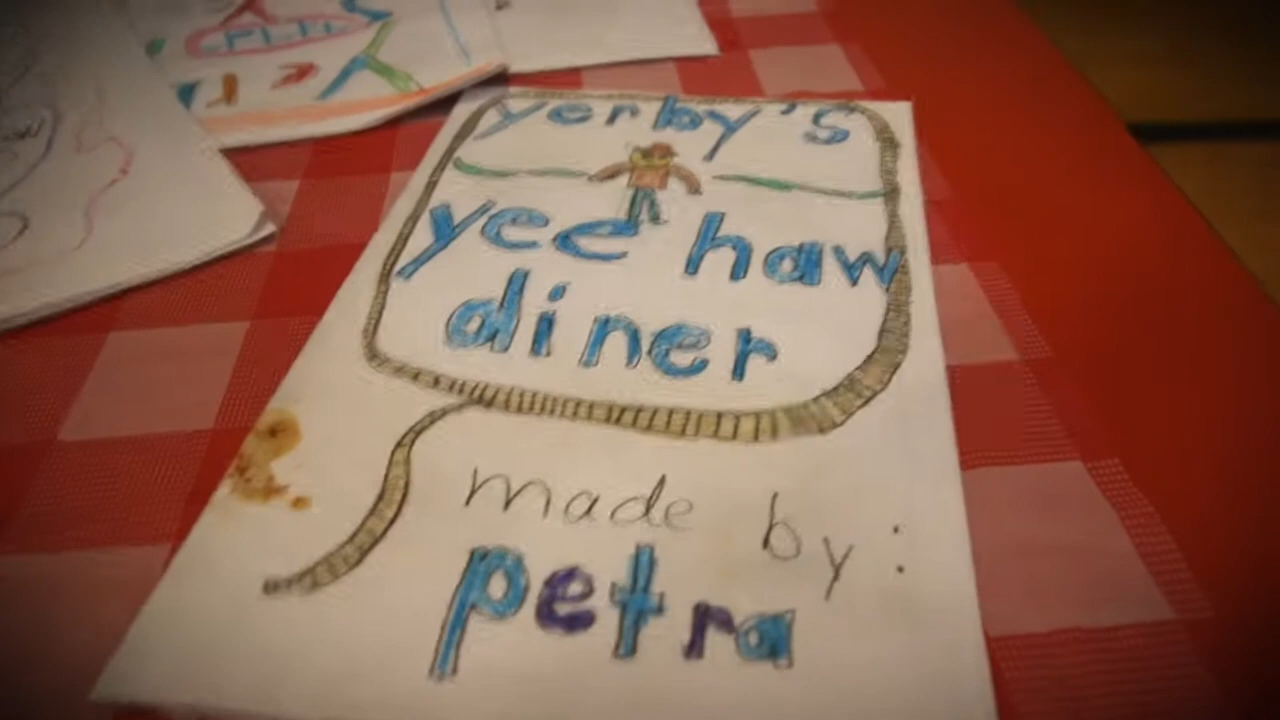 yerby's
yee haw
diner
made by:
petra